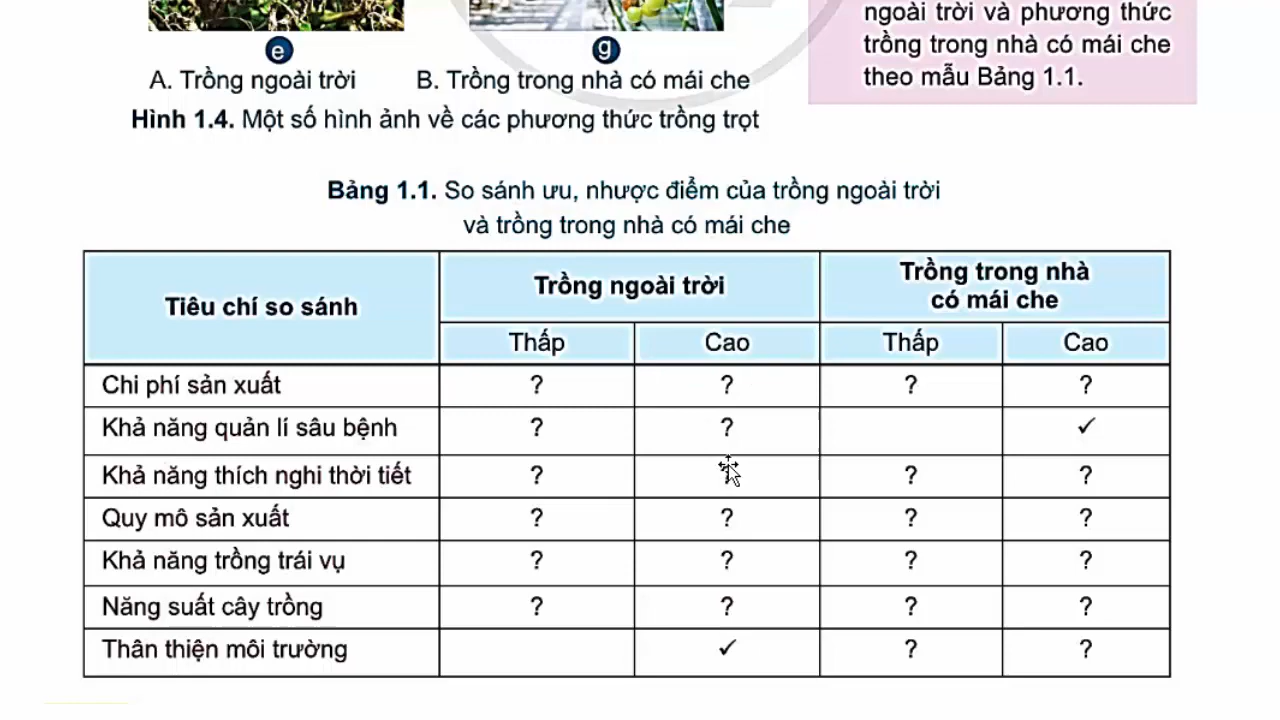 ngoài trời và phương thức
trồng trong nhà có mái che
theo mẫu Bảng 1.1.
e
g
A. Trồng ngoài trời
B. Trồng trong nhà có mái che
Hình 1.4. Một số hình ảnh về các phương thức trồng trọt
Bảng 1.1. So sánh ưu, nhược điểm của trồng ngoài trời
và trồng trong nhà có mái che
Tiêu chí so sánh
Trồng ngoài trời
Trồng trong nhà
có mái che
Thấp Cao Thấp Cao
Chi phí sản xuất ? ? ? ?
Khả năng quản lí sâu bệnh ? ? ✓
Khả năng thích nghi thời tiết ? ? ? ?
Quy mô sản xuất ? ? ? ?
Khả năng trồng trái vụ ? ? ? ?
Năng suất cây trồng ? ? ? ?
Thân thiện môi trường ✓ ? ?